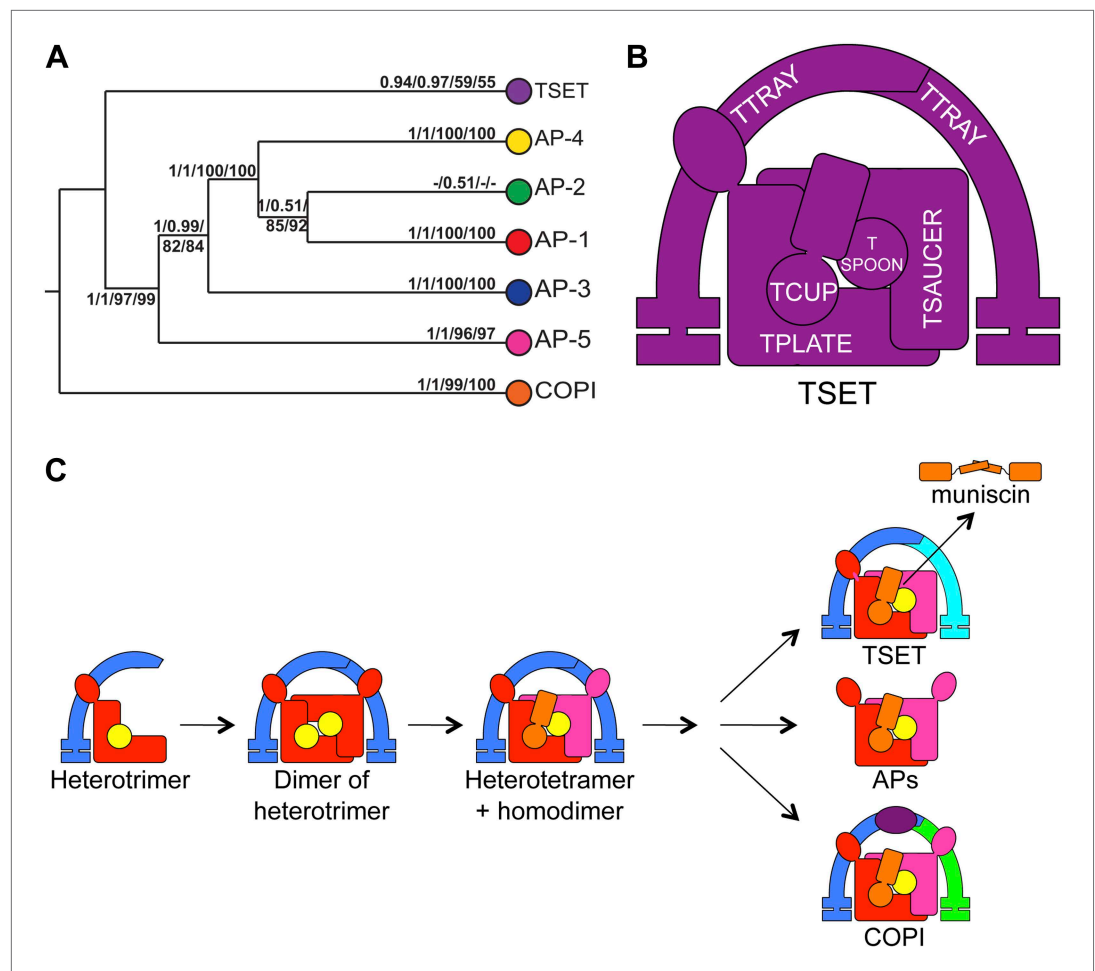 A
0.94/0.97/59/55
TSET
1/1/100/100
AP-4
1/1/100/100
-/0.51/-/-
AP-2
1/0.51/
85/92
1/0.99/
82/84
1/1/100/100
AP-1
1/1/100/100
AP-3
1/1/97/99
1/1/96/97
AP-5
1/1/99/100
COPI
B
TTRAY
TTRAY
T
SPOON
TCUP
TSAUCER
TPLATE
TSET
C
muniscin
TSET
Heterotrimer
Dimer of
heterotrimer
Heterotetramer
+ homodimer
APs
COPI